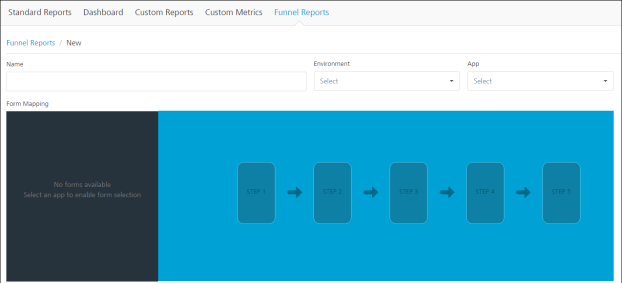 Standard Reports Dashboard Custom Reports Custom Metrics Funnel Reports
Funnel Reports / New
Name Environment App
Select Select
Form Mapping
No forms available
Select an app to enable form selection
STEP 1 STEP 2 STEP 3 STEP 4 STEP 5